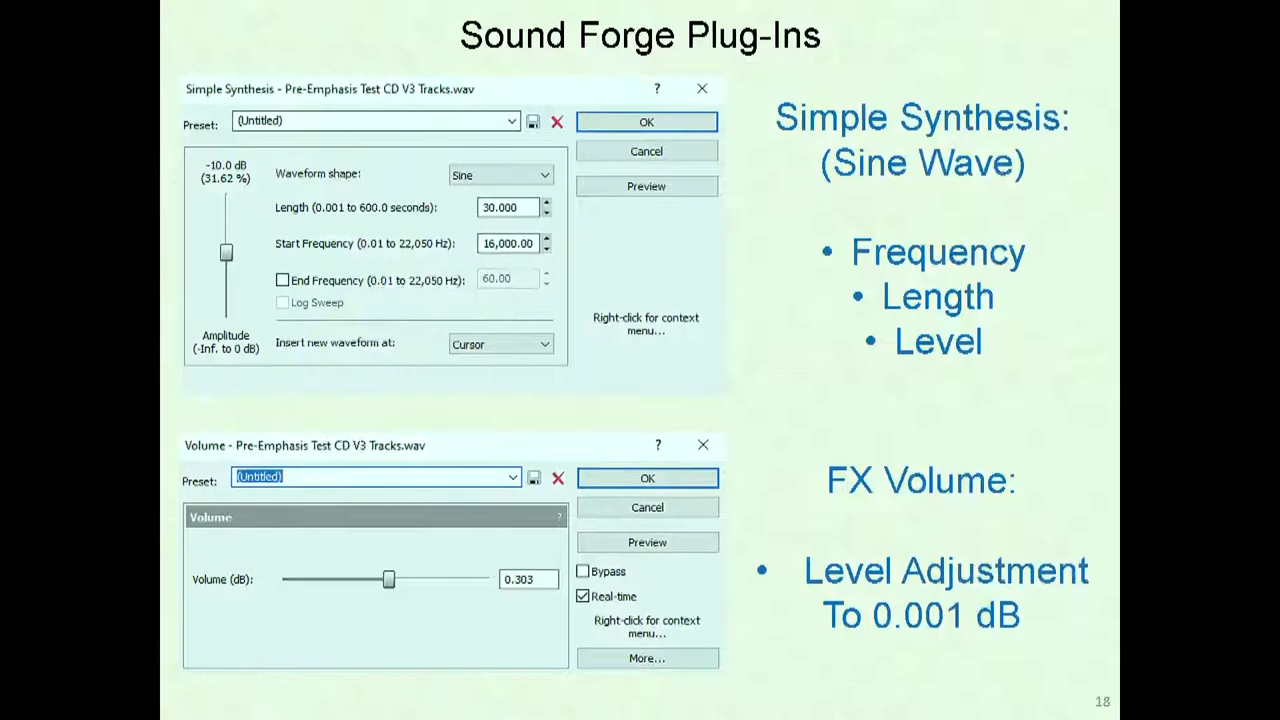 Sound Forge Plug-Ins
Simple Synthesis - Pre-Emphasis Test CD V3 Tracks.wav
?
Preset:
(Untitled)
OK
Cancel
Preview
-10.0 dB
(31.62 %)
Waveform shape:
Sine
Length (0.001 to 600.0 seconds):
30.000
Start Frequency (0.01 to 22,050 Hz):
16,000.00
End Frequency (0.01 to 22,050 Hz):
60.00
Log Sweep
Amplitude
(-Inf. to 0 dB)
Insert new waveform at:
Cursor
Right-click for context
menu...
Simple Synthesis:
(Sine Wave)
• Frequency
• Length
• Level
Volume - Pre-Emphasis Test CD V3 Tracks.wav
?
Preset:
(Untitled)
OK
Cancel
Preview
Volume
?
Volume (dB):
0.303
Bypass
Real-time
Right-click for context
menu...
More...
FX Volume:
• Level Adjustment
To 0.001 dB
18